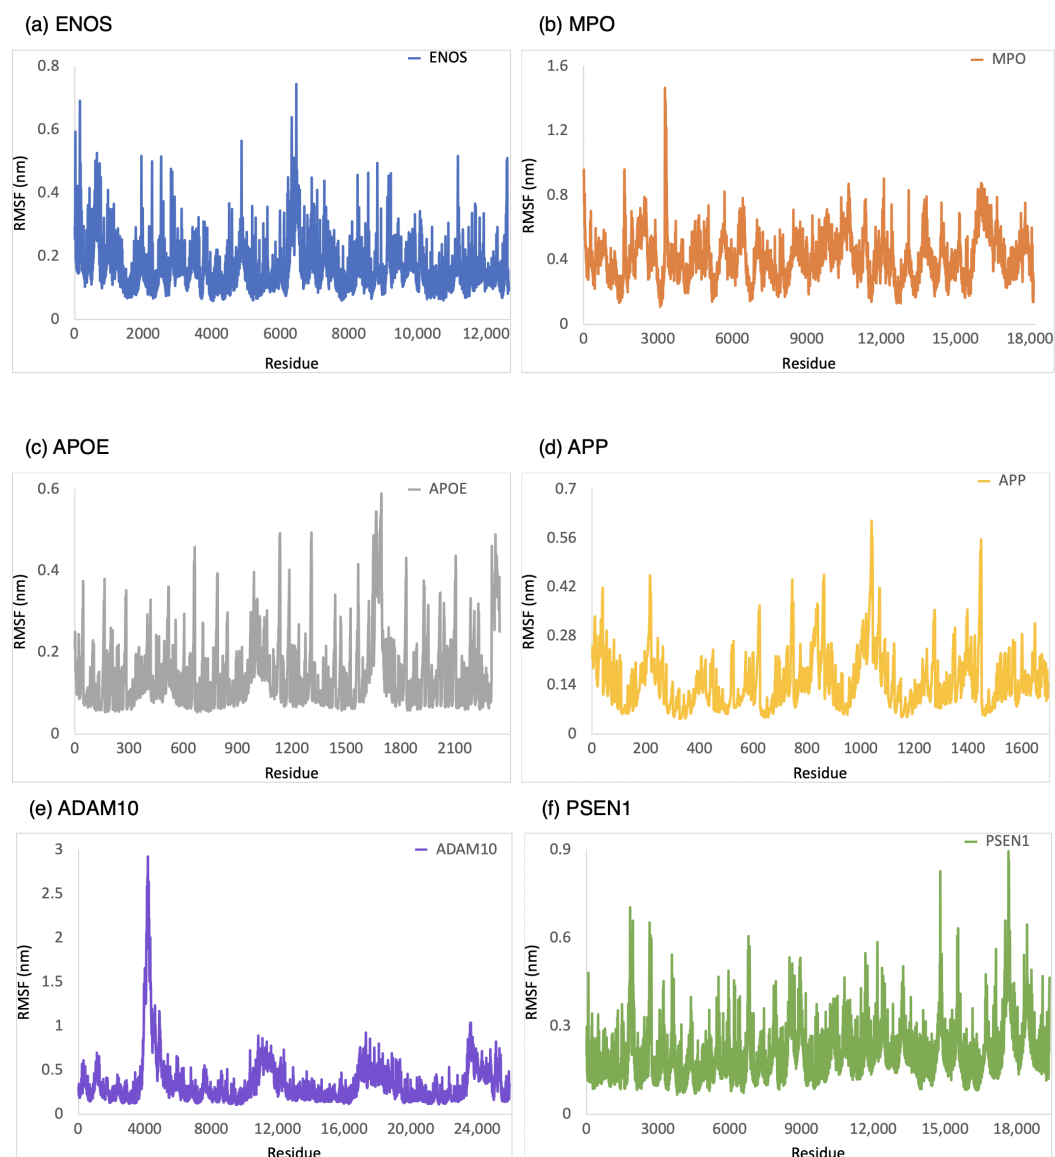 (a) ENOS
(b) MPO
ENOS
MPO
0.8
0.6
0.4
0.2
0
RMSF (nm)
0 2000 4000 6000 8000 10,000 12,000
Residue
1.6
1.2
0.8
0.4
0
RMSF (nm)
0 3000 6000 9000 12,000 15,000 18,000
Residue
(c) APOE
(d) APP
APOE
APP
0.6
0.4
0.2
0
RMSF (nm)
0 300 600 900 1200 1500 1800 2100
Residue
0.7
0.56
0.42
0.28
0.14
0
RMSF (nm)
0 200 400 600 800 1000 1200 1400 1600
Residue
(e) ADAM10
(f) PSEN1
ADAM10
PSEN1
3
2.5
2
1.5
1
0.5
0
RMSF (nm)
0 4000 8000 12,000 16,000 20,000 24,000
Residue
0.9
0.6
0.3
0
RMSF (nm)
0 3000 6000 9000 12,000 15,000 18,000
Residue